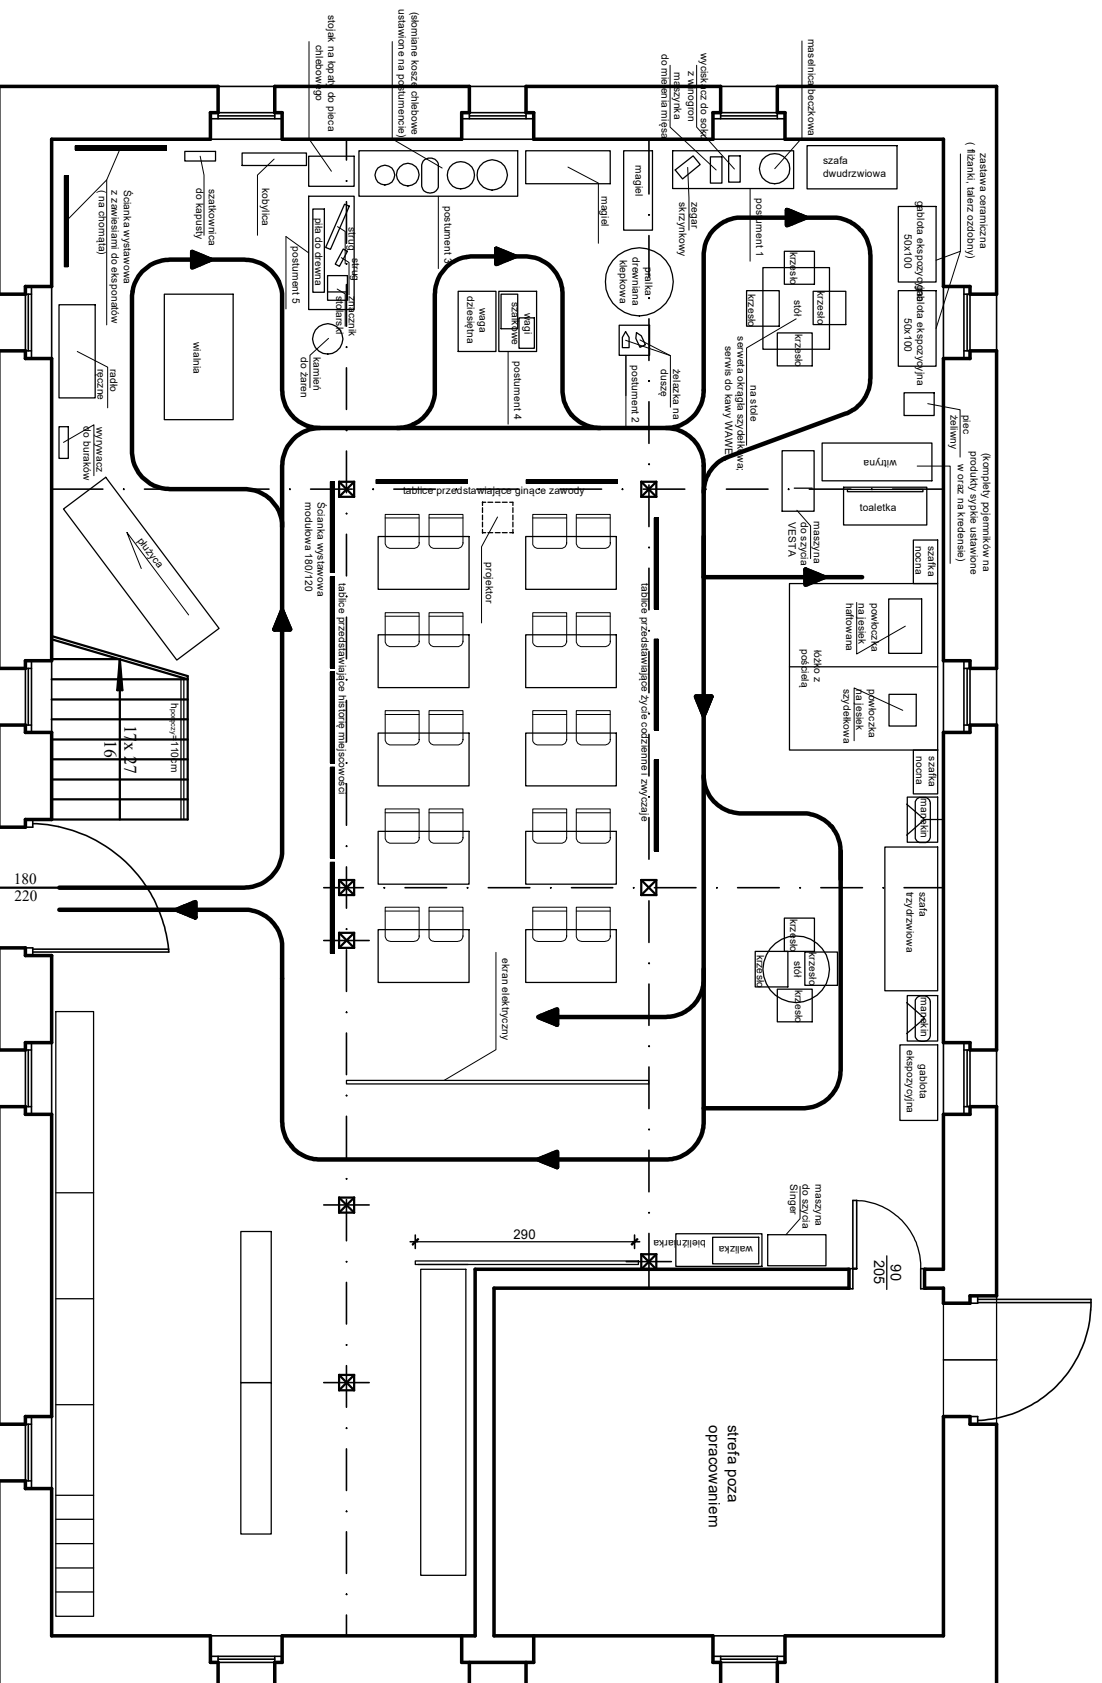 stojak na łopaty do pieca
chlebowego
(słomiane kosze chlebowe
ustawione na postumencie)
wyciskacz do soku
z winogron
maszynka
do mielenia mięsa
maselnica beczkowa
szafa
dwudrzwiowa
zastawa ceramiczna
( filiżanki, talerz ozdobny)
gablota ekspozycyjna
50x100
gablota ekspozycyjna
50x100
Ścianka wystawowa
z zawiesiami do eksponatów
( na chomąta)
szatkownica
do kapusty
kobylica
postument 5
piła do drewna
strug
strug
znacznik
stolarski
kamień
do żaren
postument 3
magiel
magiel
zegar
skrzynkowy
postument 1
pralka
drewniana
klepkowa
krzesło
krzesło
stół
krzesło
krzesło
waga
dziesiętna
wagi
szalkowe
postument 4
postument 2
żelazka na
duszę
na stole
serweta okrągła szydełkowa,
serwis do kawy WAWEL
piec
żeliwny
(komplety pojemników na
produkty sypkie ustawione
w oraz na kredensie)
witryna
toaletka
maszyna
do szycia
VESTA
radło
ręczne
wialnia
wyrywacz
do buraków
płużyca
Ścianka wystawowa
modułowa 180/120
tablice przedstawiające ginące zawody
projektor
tablice przedstawiające historię miejscowości
tablice przedstawiające życie codzienne i zwyczaje
szafka
nocna
powłoczka
na jesiek
haftowana
łóżko z
pościelą
powłoczka
na jesiek
szydełkowa
szafka
nocna
manekin
szafa
trzydrzwiowa
manekin
gablota
ekspozycyjna
17x 27
16
180
220
krzesło
krzesło
stół
krzesło
krzesło
ekran elektryczny
290
bieliźniarka
walizka
maszyna
do szycia
Singer
90
205
strefa poza
opracowaniem